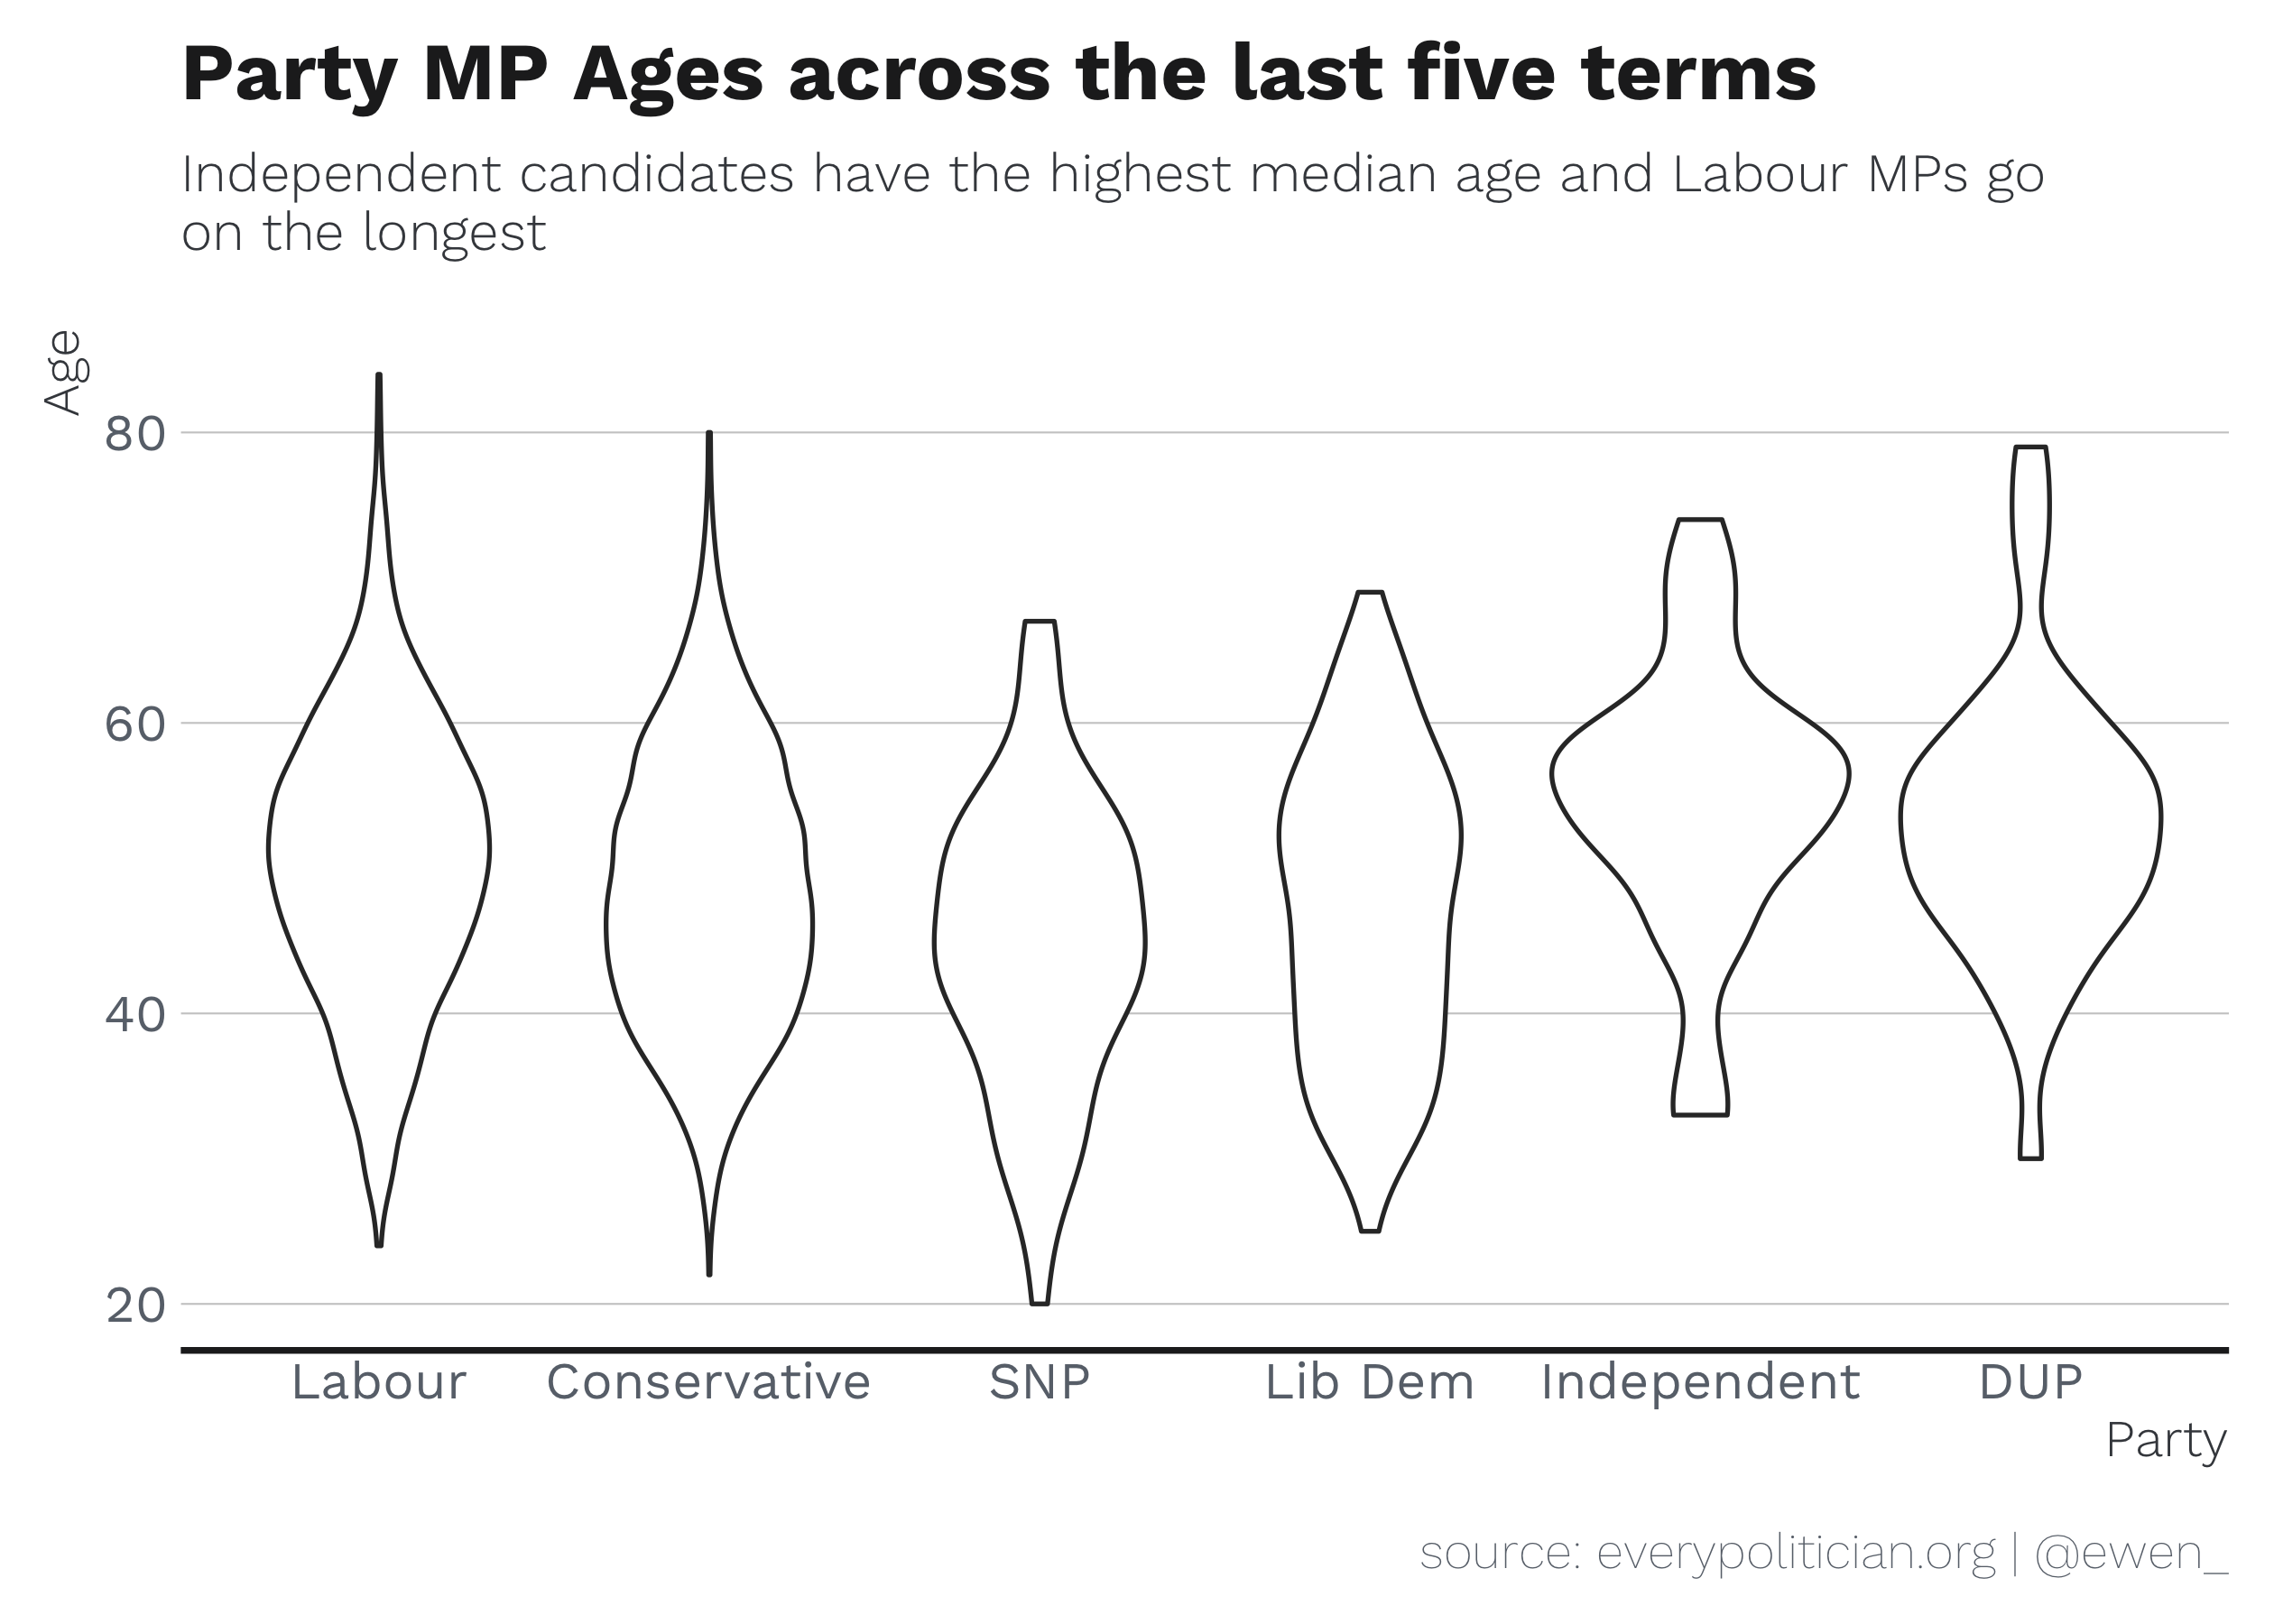 Party MP Ages across the last five terms
Independent candidates have the highest median age and Labour MPs go
on the longest
Age
80
60
40
20
Labour Conservative SNP Lib Dem Independent DUP
Party
source: everypolitician.org | @ewen_